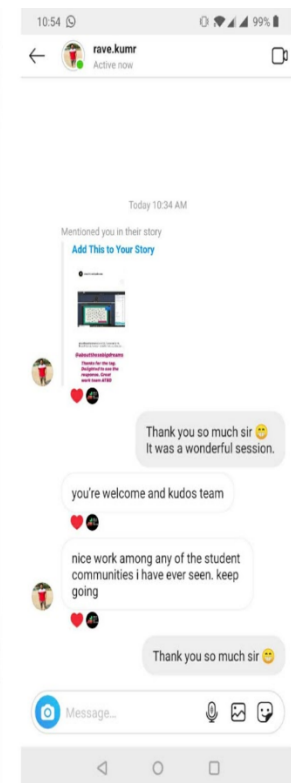 10:54
99%
rave.kumr
Active now
Today 10:34 AM
Mentioned you in their story
Add This to Your Story
Thanks for the tag.
Delighted to see the
response. Great
work team
Thank you so much sir 😁
It was a wonderful session.
you're welcome and kudos team
nice work among any of the student
communities i have ever seen. keep
going
Thank you so much sir 😁
Message...